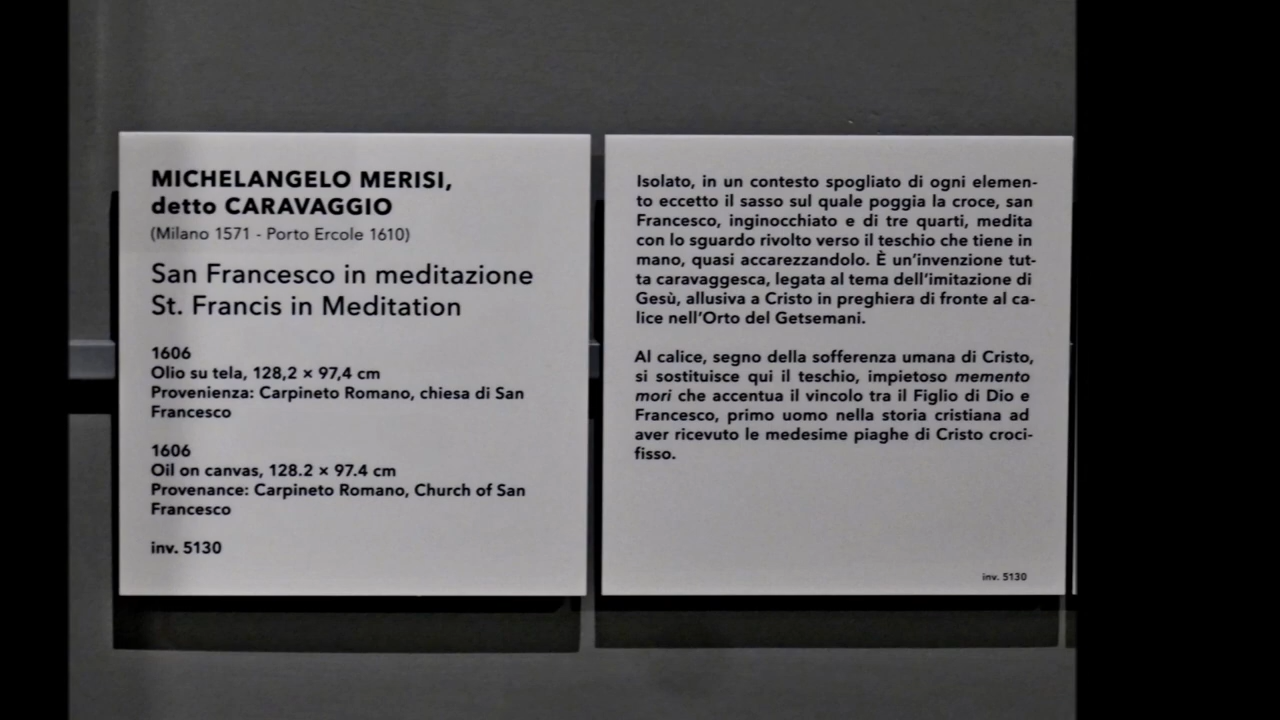 MICHELANGELO MERISI,
detto CARAVAGGIO
(Milano 1571 - Porto Ercole 1610)
San Francesco in meditazione
St. Francis in Meditation
1606
Olio su tela, 128,2 × 97,4 cm
Provenienza: Carpineto Romano, chiesa di San
Francesco
1606
Oil on canvas, 128.2 × 97.4 cm
Provenance: Carpineto Romano, Church of San
Francesco
inv. 5130
Isolato, in un contesto spogliato di ogni elemen-
to eccetto il sasso sul quale poggia la croce, san
Francesco, inginocchiato e di tre quarti, medita
con lo sguardo rivolto verso il teschio che tiene in
mano, quasi accarezzandolo. È un'invenzione tut-
ta caravaggesca, legata al tema dell'imitazione di
Gesù, allusiva a Cristo in preghiera di fronte al ca-
lice nell'Orto del Getsemani.
Al calice, segno della sofferenza umana di Cristo,
si sostituisce qui il teschio, impietoso memento
mori che accentua il vincolo tra il Figlio di Dio e
Francesco, primo uomo nella storia cristiana ad
aver ricevuto le medesime piaghe di Cristo croci-
fisso.
inv. 5130